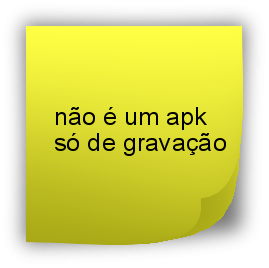 não é um apk
só de gravação